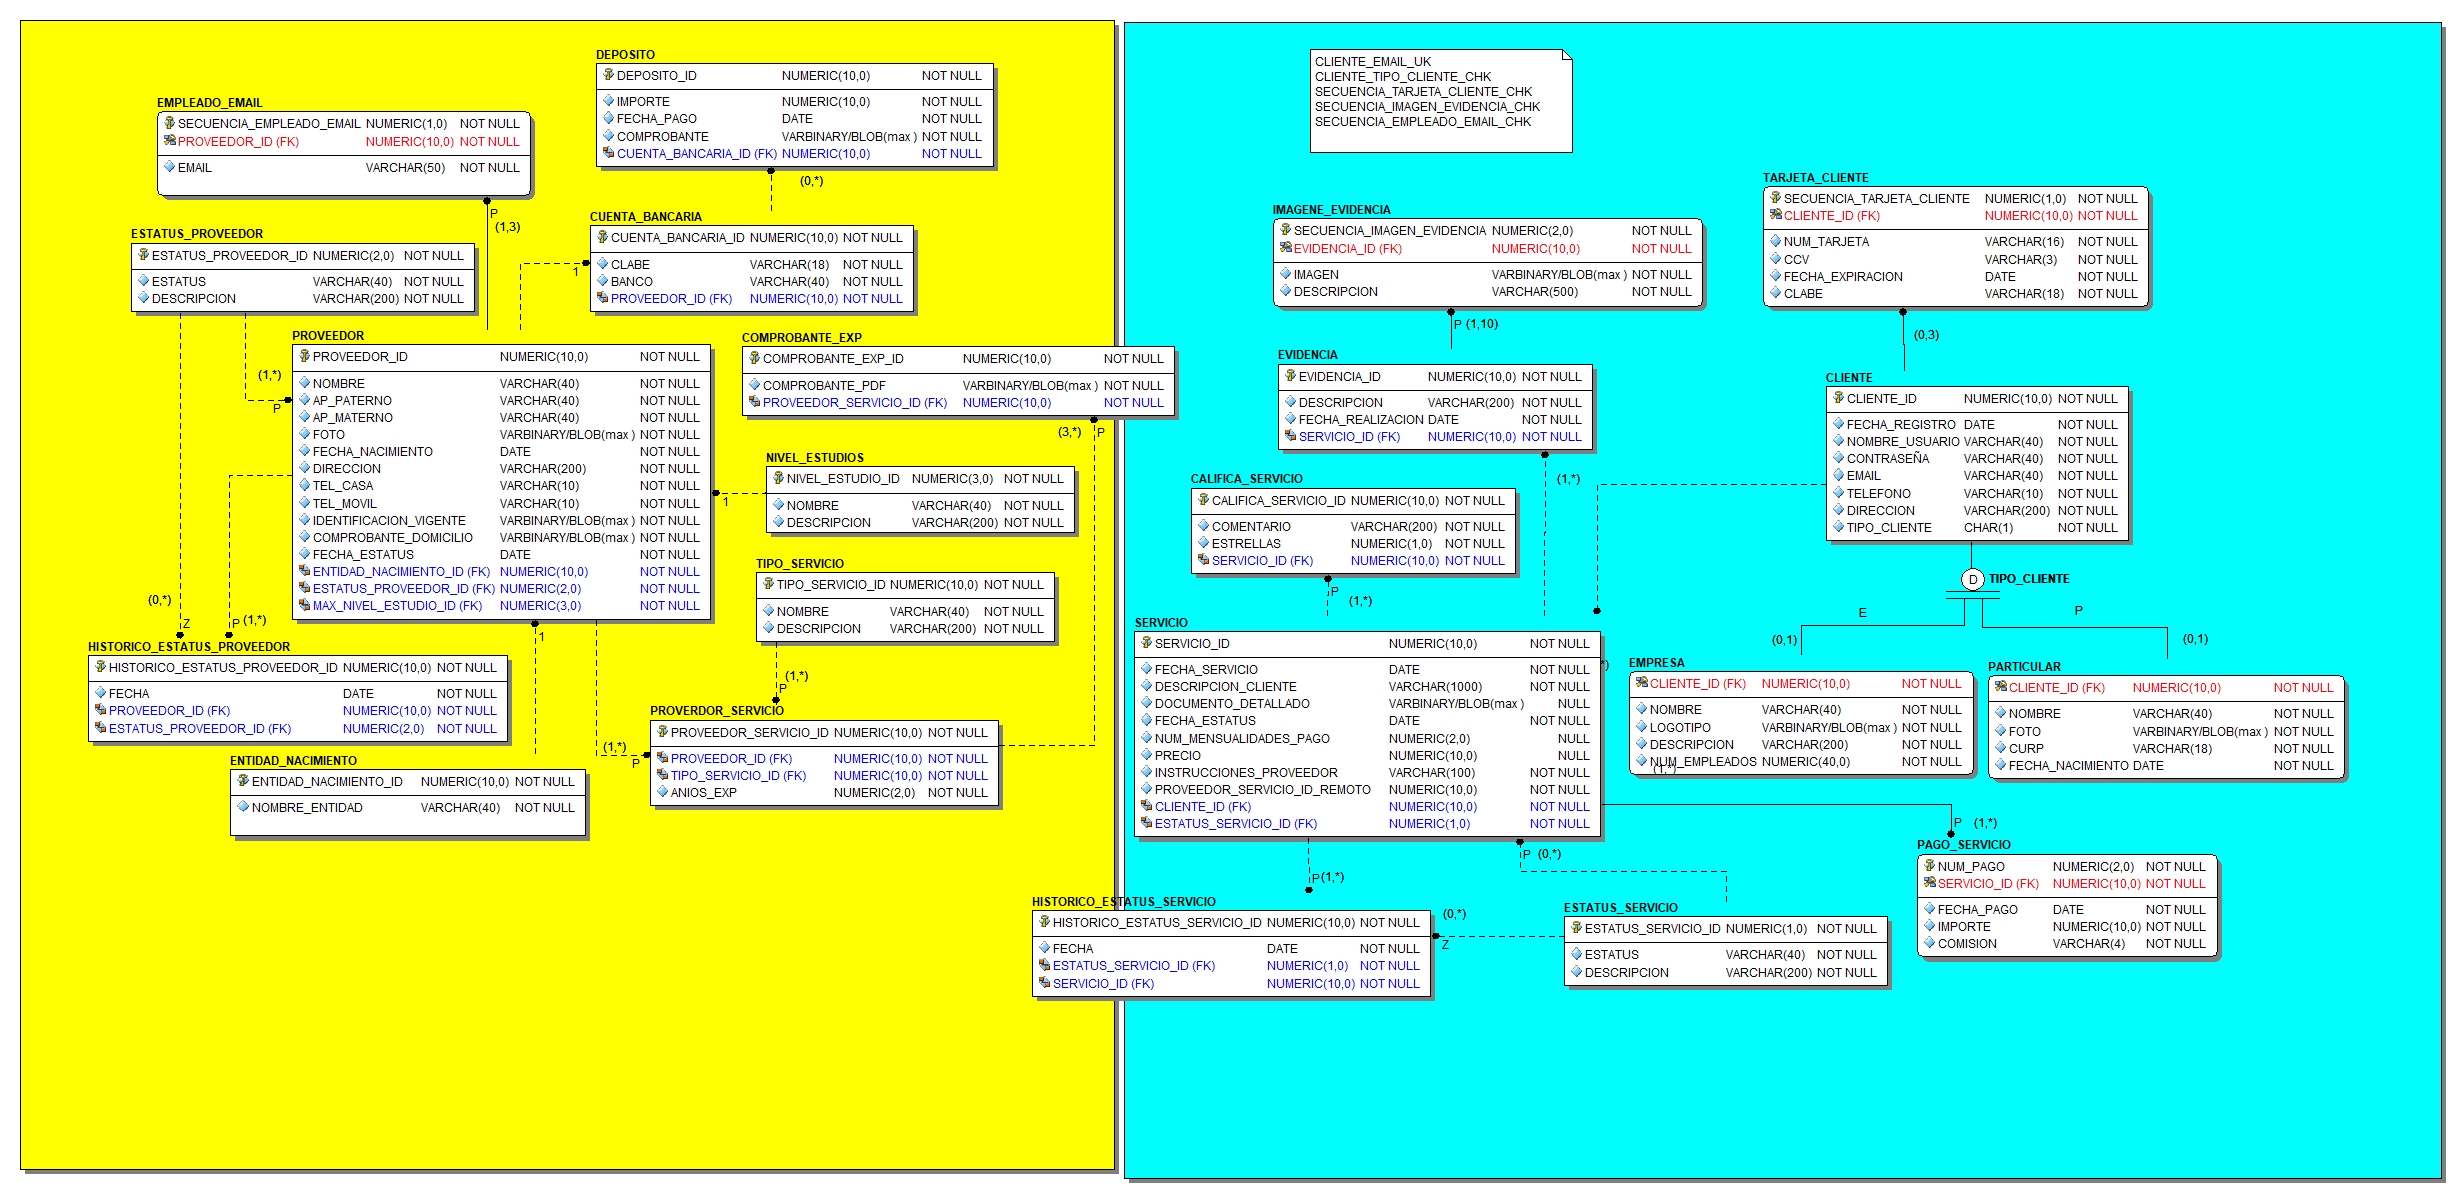 DEPOSITO
DEPOSITO_ID NUMERIC(10,0) NOT NULL
IMPORTE NUMERIC(10,0) NOT NULL
FECHA_PAGO DATE NOT NULL
COMPROBANTE VARBINARY/BLOB(max ) NOT NULL
CUENTA_BANCARIA_ID (FK) NUMERIC(10,0) NOT NULL
(0,*)
EMPLEADO_EMAIL
SECUENCIA_EMPLEADO_EMAIL NUMERIC(1,0) NOT NULL
PROVEEDOR_ID (FK) NUMERIC(10,0) NOT NULL
EMAIL VARCHAR(50) NOT NULL
P
(1,3)
CUENTA_BANCARIA
CUENTA_BANCARIA_ID NUMERIC(10,0) NOT NULL
CLABE VARCHAR(18) NOT NULL
BANCO VARCHAR(40) NOT NULL
PROVEEDOR_ID (FK) NUMERIC(10,0) NOT NULL
1
ESTATUS_PROVEEDOR
ESTATUS_PROVEEDOR_ID NUMERIC(2,0) NOT NULL
ESTATUS VARCHAR(40) NOT NULL
DESCRIPCION VARCHAR(200) NOT NULL
(1,*)
P
PROVEEDOR
PROVEEDOR_ID NUMERIC(10,0) NOT NULL
NOMBRE VARCHAR(40) NOT NULL
AP_PATERNO VARCHAR(40) NOT NULL
AP_MATERNO VARCHAR(40) NOT NULL
FOTO VARBINARY/BLOB(max ) NOT NULL
FECHA_NACIMIENTO DATE NOT NULL
DIRECCION VARCHAR(200) NOT NULL
TEL_CASA VARCHAR(10) NOT NULL
TEL_MOVIL VARCHAR(10) NOT NULL
IDENTIFICACION_VIGENTE VARBINARY/BLOB(max ) NOT NULL
COMPROBANTE_DOMICILIO VARBINARY/BLOB(max ) NOT NULL
FECHA_ESTATUS DATE NOT NULL
ENTIDAD_NACIMIENTO_ID (FK) NUMERIC(10,0) NOT NULL
ESTATUS_PROVEEDOR_ID (FK) NUMERIC(2,0) NOT NULL
MAX_NIVEL_ESTUDIO_ID (FK) NUMERIC(3,0) NOT NULL
COMPROBANTE_EXP
COMPROBANTE_EXP_ID NUMERIC(10,0) NOT NULL
COMPROBANTE_PDF VARBINARY/BLOB(max ) NOT NULL
PROVEEDOR_SERVICIO_ID (FK) NUMERIC(10,0) NOT NULL
(3,*)
P
NIVEL_ESTUDIOS
NIVEL_ESTUDIO_ID NUMERIC(3,0) NOT NULL
NOMBRE VARCHAR(40) NOT NULL
DESCRIPCION VARCHAR(200) NOT NULL
1
TIPO_SERVICIO
TIPO_SERVICIO_ID NUMERIC(10,0) NOT NULL
NOMBRE VARCHAR(40) NOT NULL
DESCRIPCION VARCHAR(200) NOT NULL
(1,*)
P
(0,*)
Z
P
(1,*)
1
HISTORICO_ESTATUS_PROVEEDOR
HISTORICO_ESTATUS_PROVEEDOR_ID NUMERIC(10,0) NOT NULL
FECHA DATE NOT NULL
PROVEEDOR_ID (FK) NUMERIC(10,0) NOT NULL
ESTATUS_PROVEEDOR_ID (FK) NUMERIC(2,0) NOT NULL
PROVERDOR_SERVICIO
PROVEEDOR_SERVICIO_ID NUMERIC(10,0) NOT NULL
PROVEEDOR_ID (FK) NUMERIC(10,0) NOT NULL
TIPO_SERVICIO_ID (FK) NUMERIC(10,0) NOT NULL
ANIOS_EXP NUMERIC(2,0) NOT NULL
(1,*)
P
ENTIDAD_NACIMIENTO
ENTIDAD_NACIMIENTO_ID NUMERIC(10,0) NOT NULL
NOMBRE_ENTIDAD VARCHAR(40) NOT NULL
CLIENTE_EMAIL_UK
CLIENTE_TIPO_CLIENTE_CHK
SECUENCIA_TARJETA_CLIENTE_CHK
SECUENCIA_IMAGEN_EVIDENCIA_CHK
SECUENCIA_EMPLEADO_EMAIL_CHK
TARJETA_CLIENTE
SECUENCIA_TARJETA_CLIENTE NUMERIC(1,0) NOT NULL
CLIENTE_ID (FK) NUMERIC(10,0) NOT NULL
NUM_TARJETA VARCHAR(16) NOT NULL
CCV VARCHAR(3) NOT NULL
FECHA_EXPIRACION DATE NOT NULL
CLABE VARCHAR(18) NOT NULL
(0,3)
IMAGENE_EVIDENCIA
SECUENCIA_IMAGEN_EVIDENCIA NUMERIC(2,0) NOT NULL
EVIDENCIA_ID (FK) NUMERIC(10,0) NOT NULL
IMAGEN VARBINARY/BLOB(max ) NOT NULL
DESCRIPCION VARCHAR(500) NOT NULL
P (1,10)
EVIDENCIA
EVIDENCIA_ID NUMERIC(10,0) NOT NULL
DESCRIPCION VARCHAR(200) NOT NULL
FECHA_REALIZACION DATE NOT NULL
SERVICIO_ID (FK) NUMERIC(10,0) NOT NULL
(1,*)
CLIENTE
CLIENTE_ID NUMERIC(10,0) NOT NULL
FECHA_REGISTRO DATE NOT NULL
NOMBRE_USUARIO VARCHAR(40) NOT NULL
CONTRASEÑA VARCHAR(40) NOT NULL
EMAIL VARCHAR(40) NOT NULL
TELEFONO VARCHAR(10) NOT NULL
DIRECCION VARCHAR(200) NOT NULL
TIPO_CLIENTE CHAR(1) NOT NULL
CALIFICA_SERVICIO
CALIFICA_SERVICIO_ID NUMERIC(10,0) NOT NULL
COMENTARIO VARCHAR(200) NOT NULL
ESTRELLAS NUMERIC(1,0) NOT NULL
SERVICIO_ID (FK) NUMERIC(10,0) NOT NULL
P
(1,*)
D TIPO_CLIENTE
E
P
(0,1)
(0,1)
SERVICIO
SERVICIO_ID NUMERIC(10,0) NOT NULL
FECHA_SERVICIO DATE NOT NULL
DESCRIPCION_CLIENTE VARCHAR(1000) NOT NULL
DOCUMENTO_DETALLADO VARBINARY/BLOB(max ) NULL
FECHA_ESTATUS DATE NOT NULL
NUM_MENSUALIDADES_PAGO NUMERIC(2,0) NULL
PRECIO NUMERIC(10,0) NULL
INSTRUCCIONES_PROVEEDOR VARCHAR(100) NOT NULL
PROVEEDOR_SERVICIO_ID_REMOTO NUMERIC(10,0) NOT NULL
CLIENTE_ID (FK) NUMERIC(10,0) NOT NULL
ESTATUS_SERVICIO_ID (FK) NUMERIC(1,0) NOT NULL
*)
EMPRESA
CLIENTE_ID (FK) NUMERIC(10,0) NOT NULL
NOMBRE VARCHAR(40) NOT NULL
LOGOTIPO VARBINARY/BLOB(max ) NOT NULL
DESCRIPCION VARCHAR(200) NOT NULL
NUM_EMPLEADOS NUMERIC(40,0) NOT NULL
(1,*)
PARTICULAR
CLIENTE_ID (FK) NUMERIC(10,0) NOT NULL
NOMBRE VARCHAR(40) NOT NULL
FOTO VARBINARY/BLOB(max ) NOT NULL
CURP VARCHAR(18) NOT NULL
FECHA_NACIMIENTO DATE NOT NULL
P (1,*)
PAGO_SERVICIO
NUM_PAGO NUMERIC(2,0) NOT NULL
SERVICIO_ID (FK) NUMERIC(10,0) NOT NULL
FECHA_PAGO DATE NOT NULL
IMPORTE NUMERIC(10,0) NOT NULL
COMISION VARCHAR(4) NOT NULL
P (0,*)
P(1,*)
HISTORICO_ESTATUS_SERVICIO
HISTORICO_ESTATUS_SERVICIO_ID NUMERIC(10,0) NOT NULL
FECHA DATE NOT NULL
ESTATUS_SERVICIO_ID (FK) NUMERIC(1,0) NOT NULL
SERVICIO_ID (FK) NUMERIC(10,0) NOT NULL
(0,*)
Z
ESTATUS_SERVICIO
ESTATUS_SERVICIO_ID NUMERIC(1,0) NOT NULL
ESTATUS VARCHAR(40) NOT NULL
DESCRIPCION VARCHAR(200) NOT NULL